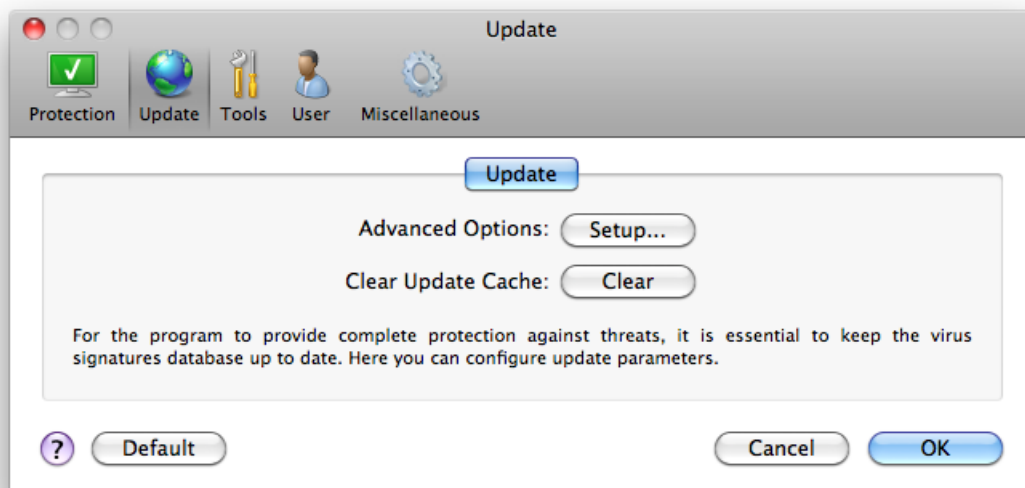 Update
Protection Update Tools User Miscellaneous
Update
Advanced Options: Setup...
Clear Update Cache: Clear
For the program to provide complete protection against threats, it is essential to keep the virus
signatures database up to date. Here you can configure update parameters.
? Default Cancel OK